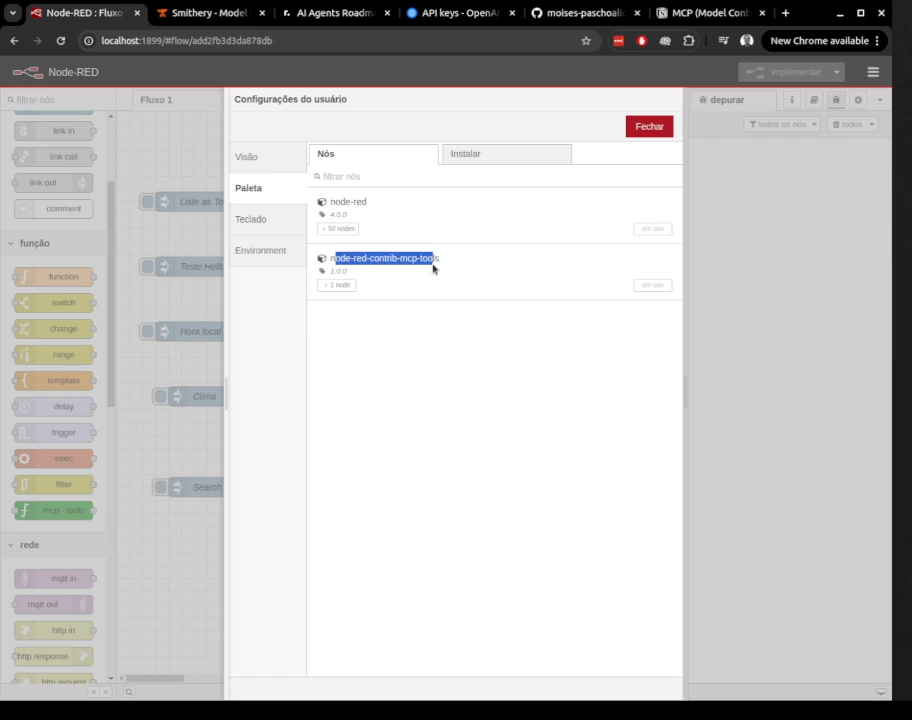 Node-RED : Fluxo
Smithery - Model
AI Agents Roadma
API keys - OpenAI
moises-paschoali
MCP (Model Cont
localhost:1899/#flow/add2fb3d3da878db
New Chrome available
Node-RED
Implementar
filtrar nós
Fluxo 1
Configurações do usuário
depurar
Fechar
todos os nós
todos
link in
link call
link out
comment
função
function
switch
change
range
template
delay
trigger
exec
filter
mcp - tools
rede
mqtt in
mqtt out
http in
http response
http request
Liste as To
Teste Hello
Hora local
Clima
Search
Visão
Paleta
Teclado
Environment
Nós
Instalar
filtrar nós
node-red
4.0.0
50 nodes
em uso
node-red-contrib-mcp-tools
1.0.0
1 node
em uso